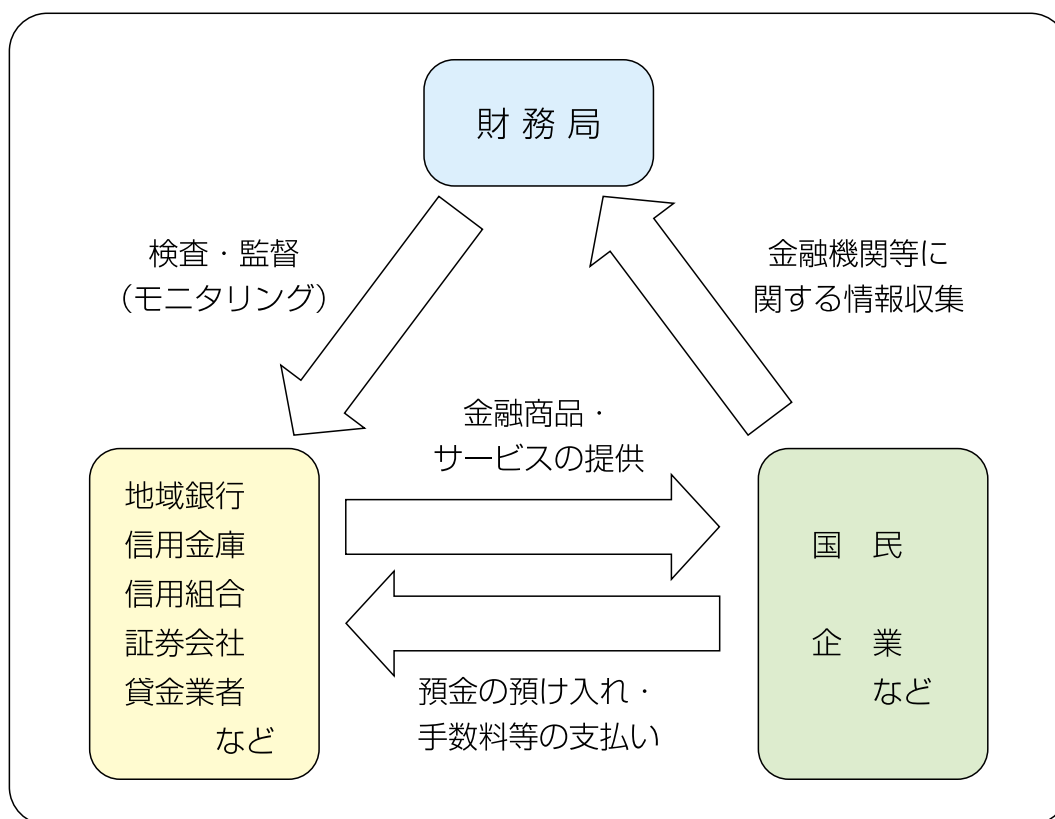 財務局
検査・監督
(モニタリング)
金融機関等に
関する情報収集
金融商品・
サービスの提供
地域銀行
信用金庫
信用組合
証券会社
貸金業者
など
国 民
企 業
など
預金の預け入れ・
手数料等の支払い